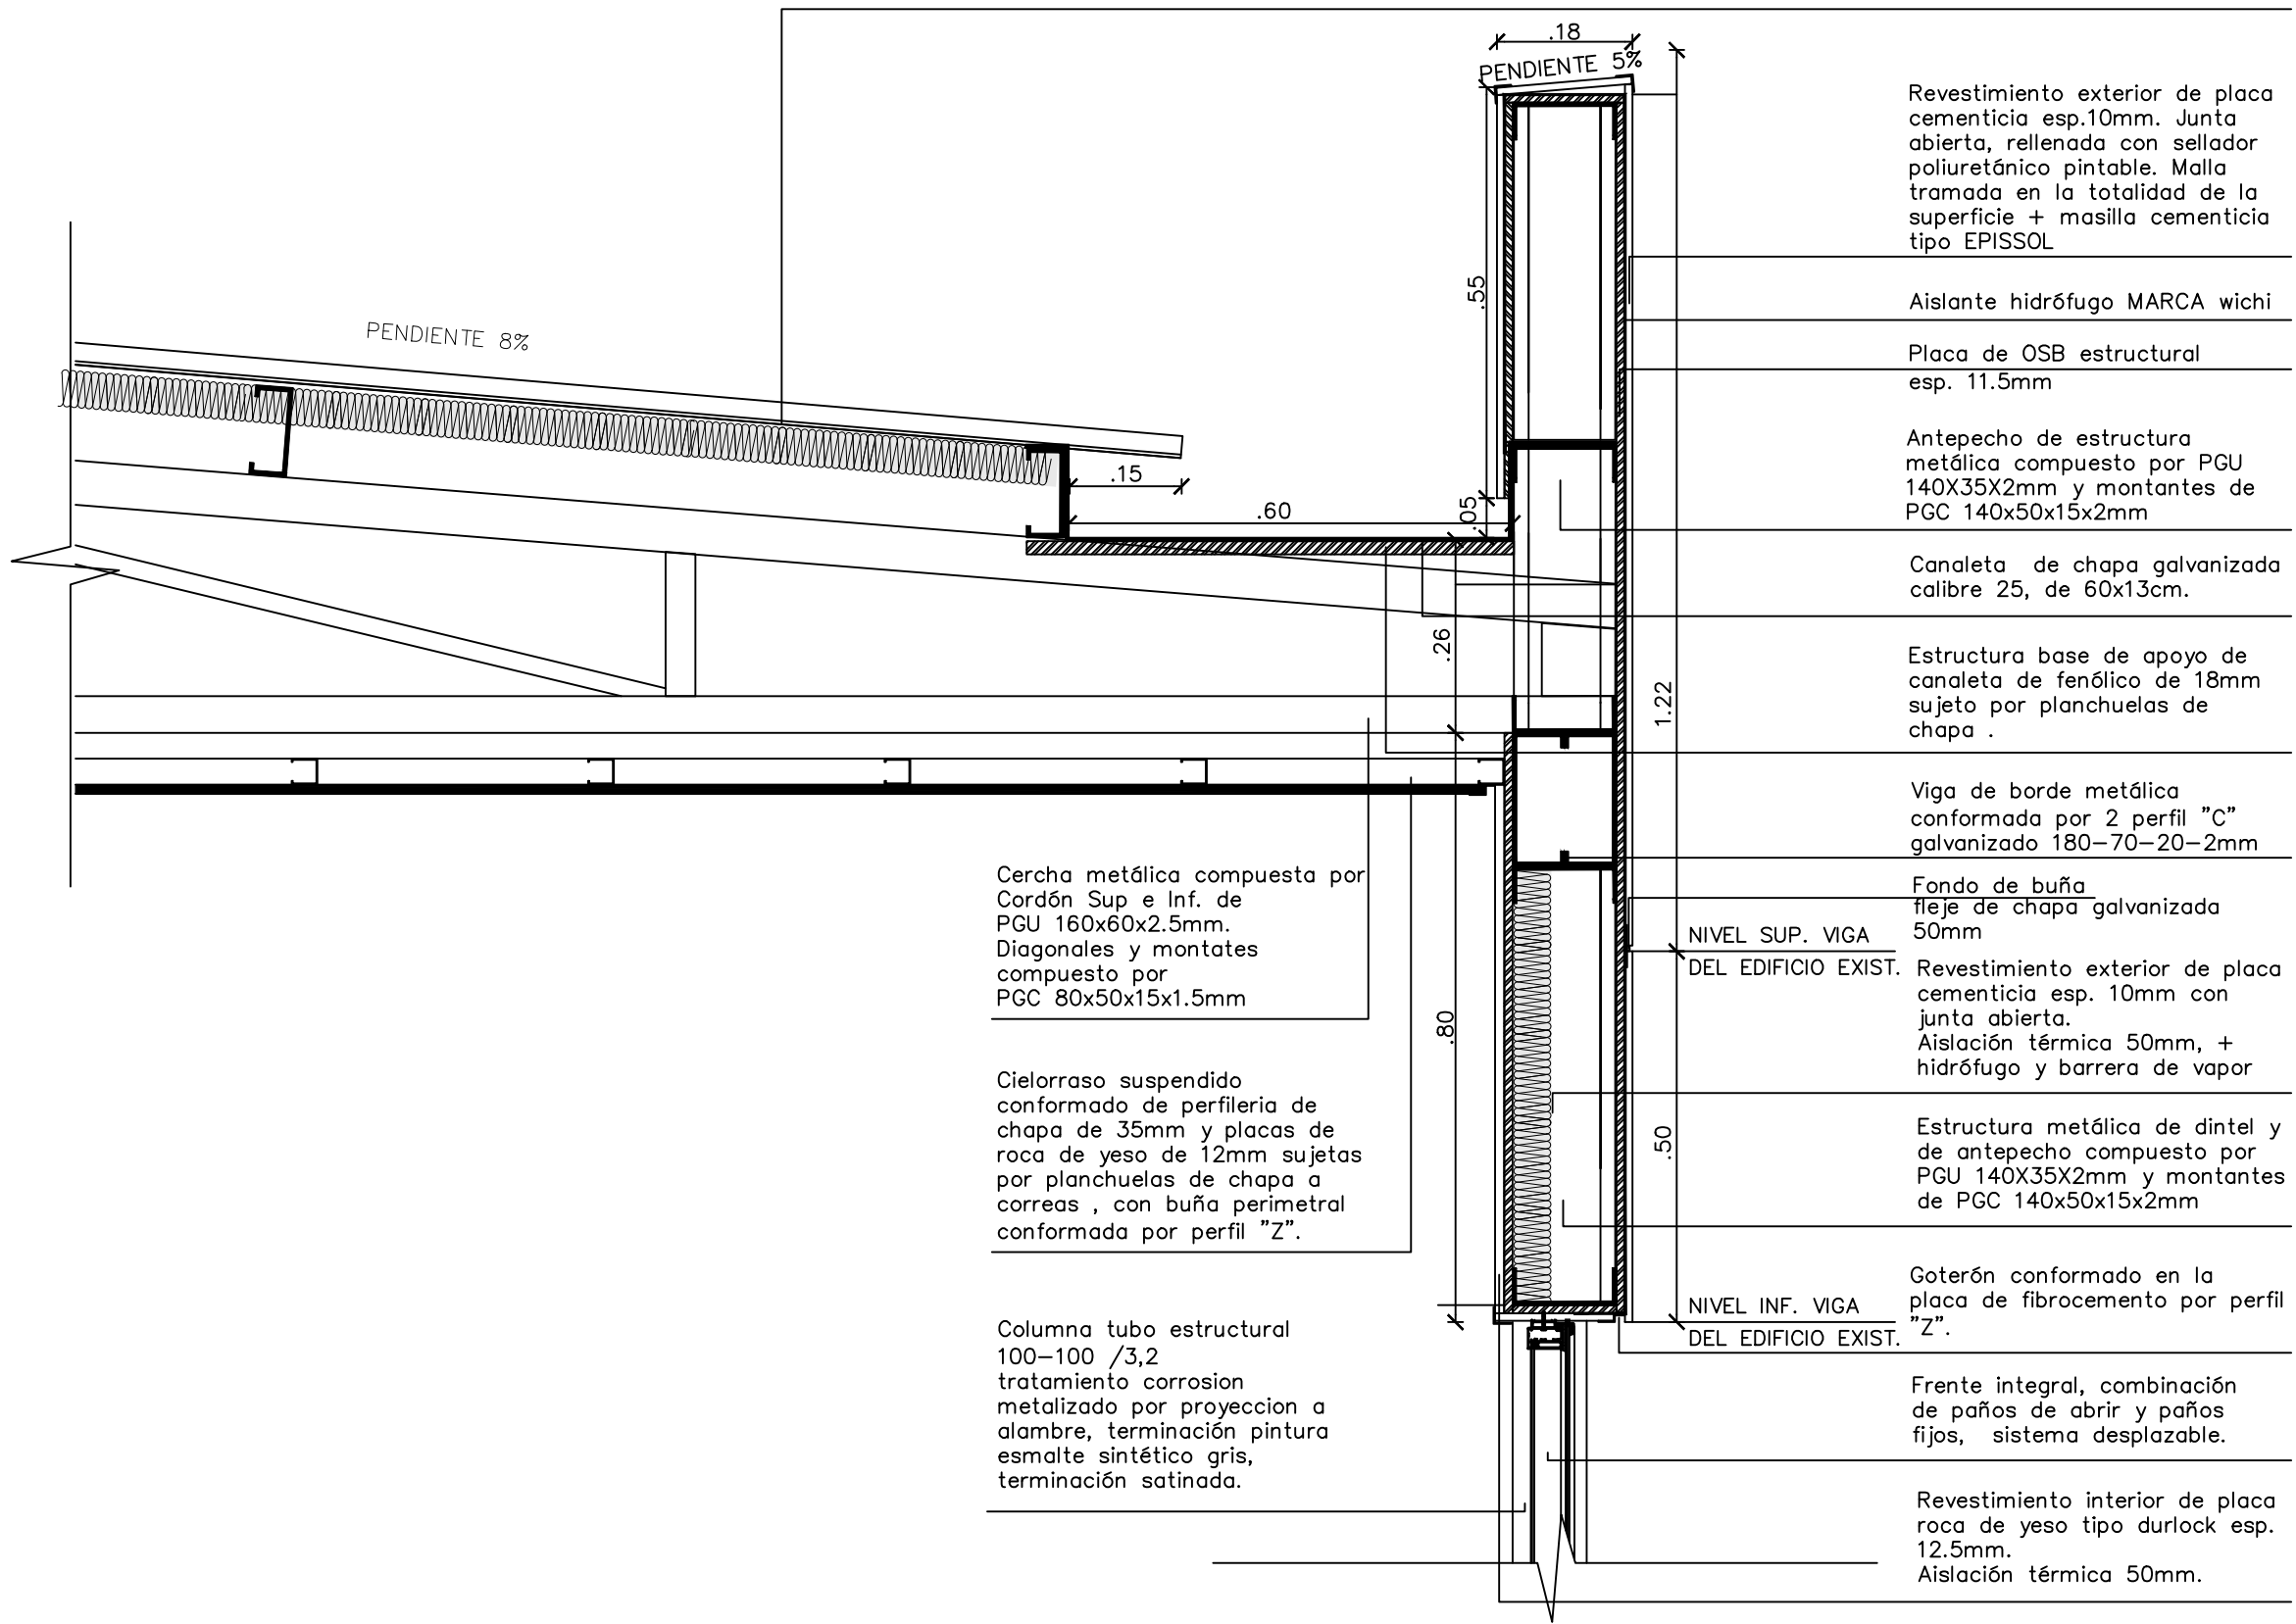 .18
PENDIENTE 5%
Revestimiento exterior de placa
cementicia esp.10mm. Junta
abierta, rellenada con sellador
poliuretánico pintable. Malla
tramada en la totalidad de la
superficie + masilla cementicia
tipo EPISSOL
Aislante hidrófugo MARCA wichi
Placa de OSB estructural
esp. 11.5mm
Antepecho de estructura
metálica compuesto por PGU
140X35X2mm y montantes de
PGC 140x50x15x2mm
Canaleta de chapa galvanizada
calibre 25, de 60x13cm.
Estructura base de apoyo de
canaleta de fenólico de 18mm
sujeto por planchuelas de
chapa .
Viga de borde metálica
conformada por 2 perfil "C"
galvanizado 180-70-20-2mm
Fondo de buña
fleje de chapa galvanizada
50mm
Revestimiento exterior de placa
cementicia esp. 10mm con
junta abierta.
Aislación térmica 50mm, +
hidrófugo y barrera de vapor
Estructura metálica de dintel y
de antepecho compuesto por
PGU 140X35X2mm y montantes
de PGC 140x50x15x2mm
Goterón conformado en la
placa de fibrocemento por perfil
"Z".
Frente integral, combinación
de paños de abrir y paños
fijos, sistema desplazable.
Revestimiento interior de placa
roca de yeso tipo durlock esp.
12.5mm.
Aislación térmica 50mm.
PENDIENTE 8%
.55
.15
.60
.05
.26
1.22
.80
.50
NIVEL SUP. VIGA
DEL EDIFICIO EXIST.
NIVEL INF. VIGA
DEL EDIFICIO EXIST.
Cercha metálica compuesta por
Cordón Sup e Inf. de
PGU 160x60x2.5mm.
Diagonales y montates
compuesto por
PGC 80x50x15x1.5mm
Cielorraso suspendido
conformado de perfileria de
chapa de 35mm y placas de
roca de yeso de 12mm sujetas
por planchuelas de chapa a
correas , con buña perimetral
conformada por perfil "Z".
Columna tubo estructural
100-100 /3,2
tratamiento corrosion
metalizado por proyeccion a
alambre, terminación pintura
esmalte sintético gris,
terminación satinada.